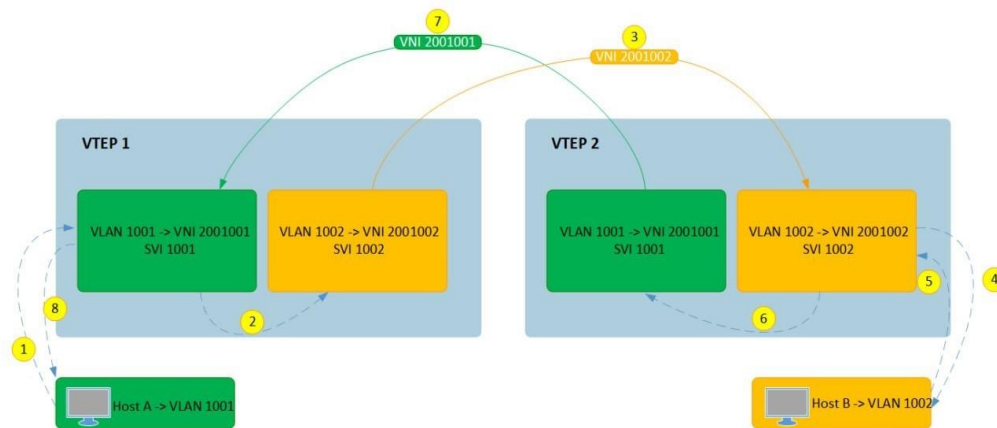 7
VNI 2001001
3
VNI 2001002
VTEP 1
VTEP 2
VLAN 1001 -> VNI 2001001
SVI 1001
VLAN 1002 -> VNI 2001002
SVI 1002
VLAN 1001 -> VNI 2001001
SVI 1001
VLAN 1002 -> VNI 2001002
SVI 1002
1
8
2
6
5
4
Host A -> VLAN 1001
Host B -> VLAN 1002